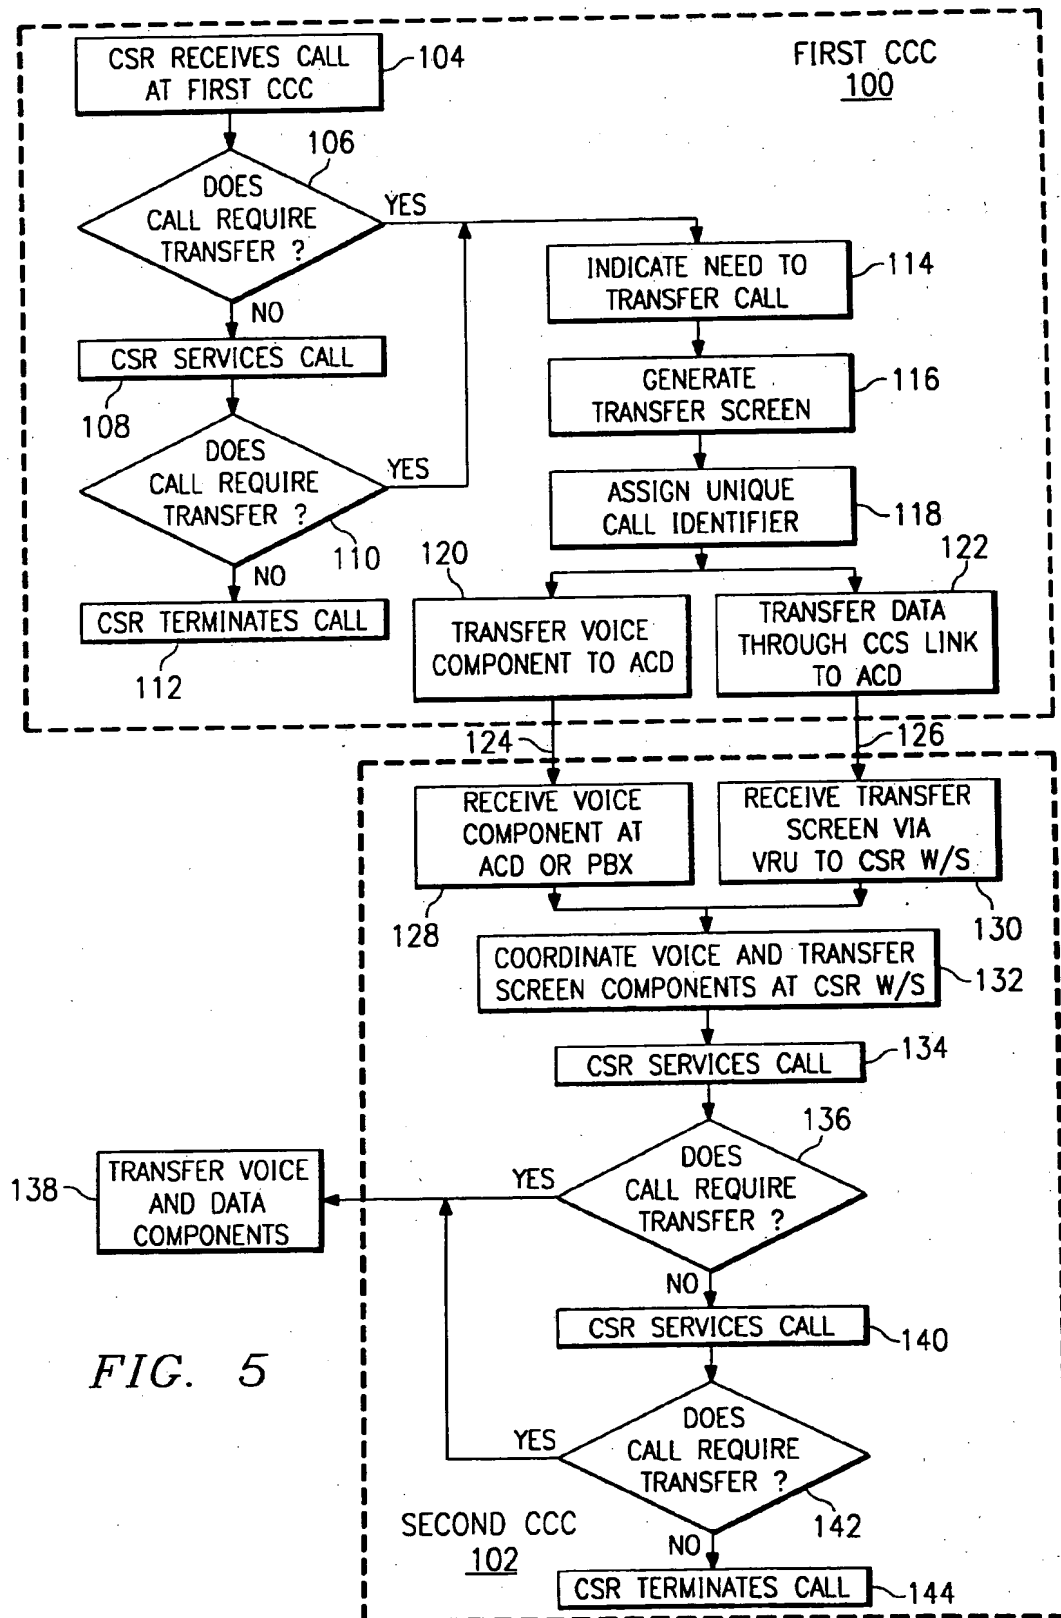 CSR RECEIVES CALL
AT FIRST CCC
104
FIRST CCC
100
106
DOES
CALL REQUIRE
TRANSFER ?
YES
NO
INDICATE NEED TO
TRANSFER CALL
114
CSR SERVICES CALL
108
GENERATE
TRANSFER SCREEN
116
DOES
CALL REQUIRE
TRANSFER ?
YES
110
NO
ASSIGN UNIQUE
CALL IDENTIFIER
118
CSR TERMINATES CALL
112
120
TRANSFER VOICE
COMPONENT TO ACD
122
TRANSFER DATA
THROUGH CCS LINK
TO ACD
124
126
RECEIVE VOICE
COMPONENT AT
ACD OR PBX
128
RECEIVE TRANSFER
SCREEN VIA
VRU TO CSR W/S
130
COORDINATE VOICE AND TRANSFER
SCREEN COMPONENTS AT CSR W/S
132
CSR SERVICES CALL
134
136
DOES
CALL REQUIRE
TRANSFER ?
YES
138
TRANSFER VOICE
AND DATA
COMPONENTS
NO
CSR SERVICES CALL
140
FIG. 5
DOES
CALL REQUIRE
TRANSFER ?
YES
142
SECOND CCC
102
NO
CSR TERMINATES CALL
144